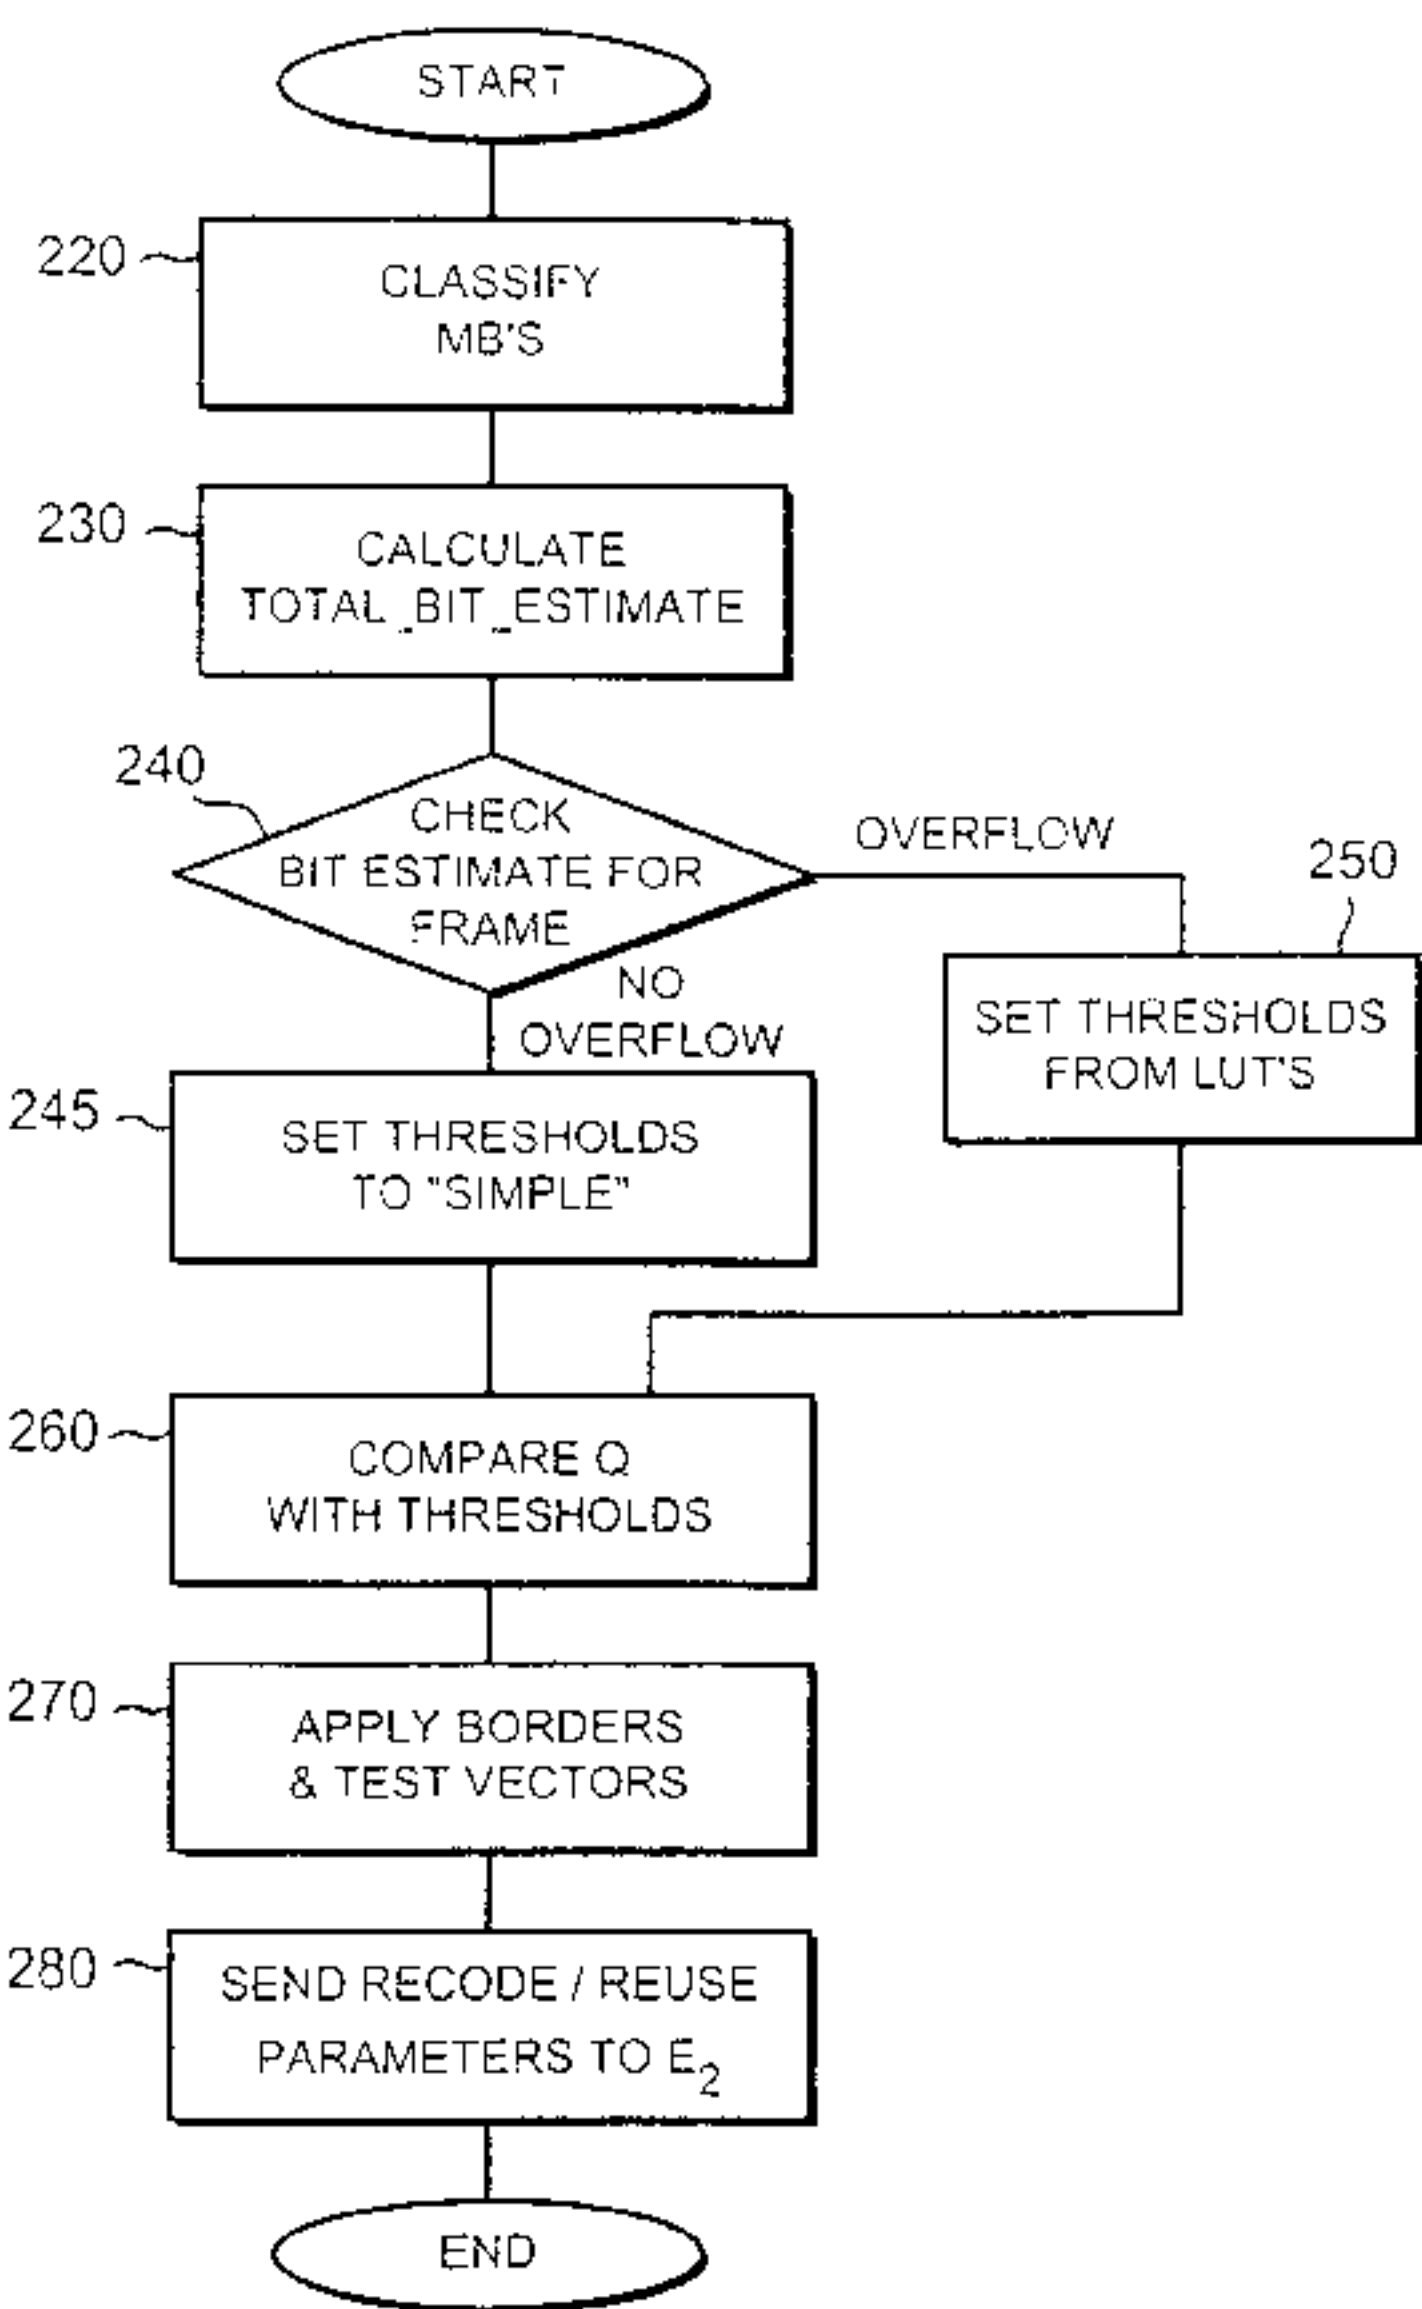 START
220
CLASSIFY
MB'S
230
CALCULATE
TOTAL_BIT_ESTIMATE
240
CHECK
BIT ESTIMATE FOR
FRAME
OVERFLOW
250
NO
OVERFLOW
SET THRESHOLDS
FROM LUT'S
245
SET THRESHOLDS
TO "SIMPLE"
260
COMPARE Q
WITH THRESHOLDS
270
APPLY BORDERS
& TEST VECTORS
280
SEND RECODE / REUSE
PARAMETERS TO E2
END